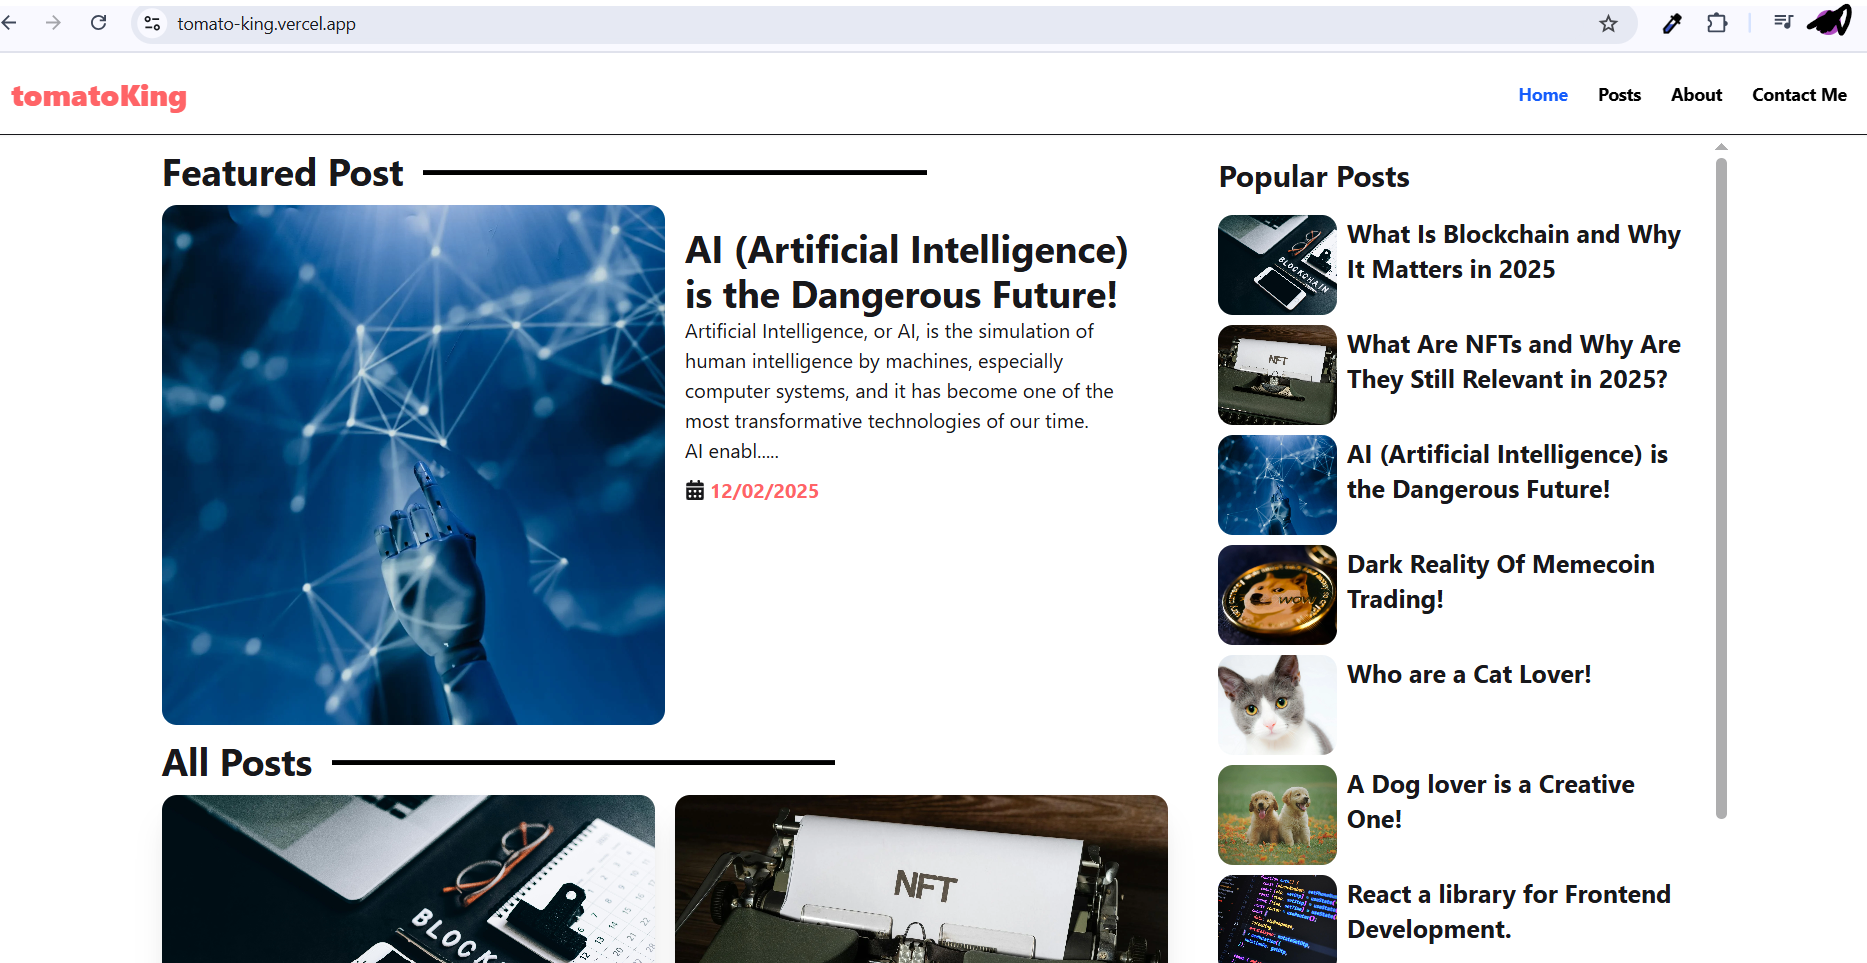 tomato-king.vercel.app
tomatoKing
Home
Posts
About
Contact Me
Featured Post
AI (Artificial Intelligence)
is the Dangerous Future!
Artificial Intelligence, or AI, is the simulation of
human intelligence by machines, especially
computer systems, and it has become one of the
most transformative technologies of our time.
AI enabl.....
12/02/2025
All Posts
BLOCK
NFT
Popular Posts
BLOCKCHAIN
What Is Blockchain and Why
It Matters in 2025
NFT
What Are NFTs and Why Are
They Still Relevant in 2025?
AI (Artificial Intelligence) is
the Dangerous Future!
WOW
Dark Reality Of Memecoin
Trading!
Who are a Cat Lover!
A Dog lover is a Creative
One!
React a library for Frontend
Development.